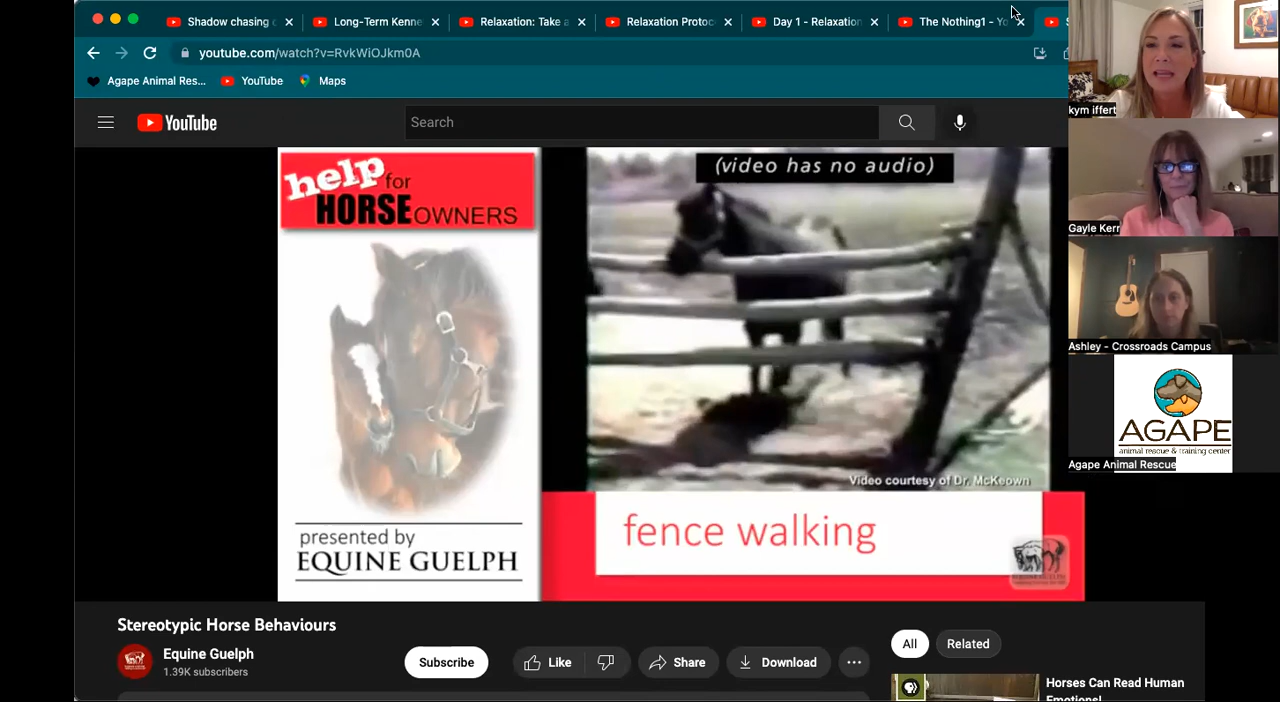 Shadow chasing
Long-Term Kenne
Relaxation: Take a
Relaxation Protoc
Day 1 - Relaxation
The Nothing1 - Yo
youtube.com/watch?v=RvkWiOJkm0A
Agape Animal Res...
YouTube
Maps
YouTube
Search
help for
HORSE OWNERS
(video has no audio)
Video courtesy of Dr. McKeown
fence walking
presented by
EQUINE GUELPH
Stereotypic Horse Behaviours
Equine Guelph
1.39K subscribers
Subscribe
Like
Share
Download
All
Related
Horses Can Read Human
Emotions!
kym iffert
Gayle Kerr
Ashley - Crossroads Campus
AGAPE
animal rescue & training center
Agape Animal Rescue